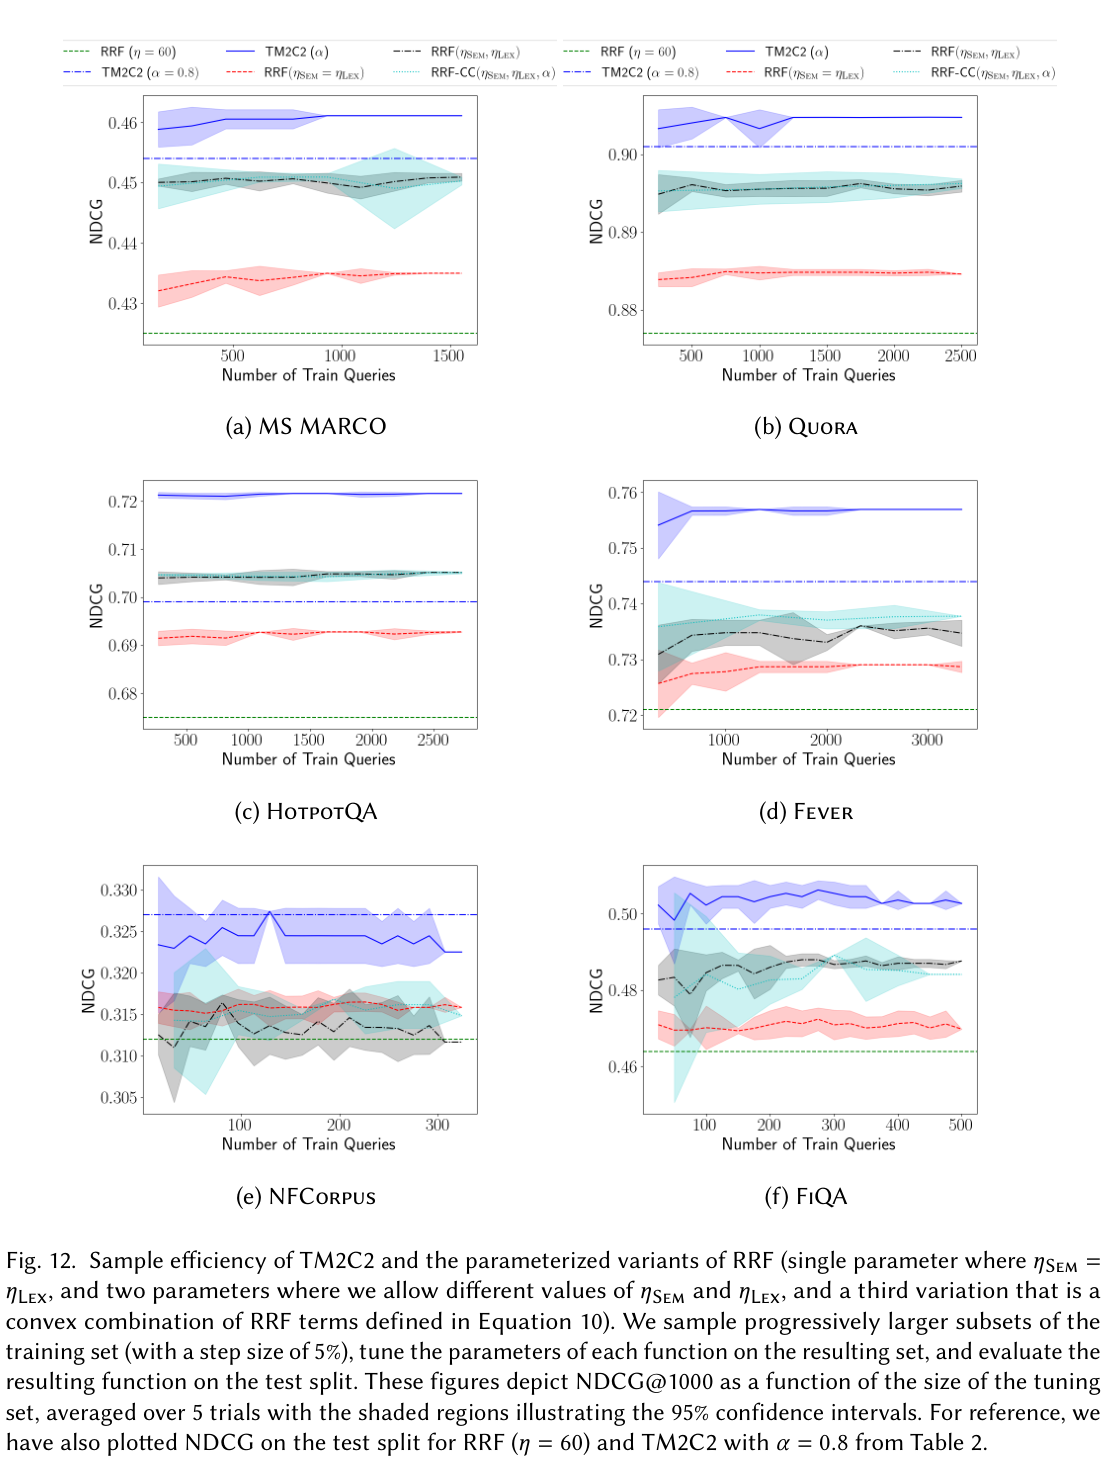 RRF (η = 60) TM2C2 (α) RRF(ηSEM, ηLEX) RRF (η = 60) TM2C2 (α) RRF(ηSEM, ηLEX)
TM2C2 (α = 0.8) RRF(ηSEM = ηLEX) RRF-CC(ηSEM, ηLEX, α) TM2C2 (α = 0.8) RRF(ηSEM = ηLEX) RRF-CC(ηSEM, ηLEX, α)
NDCG
0.46
0.45
0.44
0.43
500 1000 1500
Number of Train Queries
(a) MS MARCO
NDCG
0.90
0.89
0.88
500 1000 1500 2000 2500
Number of Train Queries
(b) QUORA
NDCG
0.72
0.71
0.70
0.69
0.68
500 1000 1500 2000 2500
Number of Train Queries
(c) HOTPOTQA
NDCG
0.76
0.75
0.74
0.73
0.72
1000 2000 3000
Number of Train Queries
(d) FEVER
NDCG
0.330
0.325
0.320
0.315
0.310
0.305
100 200 300
Number of Train Queries
(e) NFCORPUS
NDCG
0.50
0.48
0.46
100 200 300 400 500
Number of Train Queries
(f) FIQA
Fig. 12. Sample efficiency of TM2C2 and the parameterized variants of RRF (single parameter where ηSEM =
ηLEX, and two parameters where we allow different values of ηSEM and ηLEX, and a third variation that is a
convex combination of RRF terms defined in Equation 10). We sample progressively larger subsets of the
training set (with a step size of 5%), tune the parameters of each function on the resulting set, and evaluate the
resulting function on the test split. These figures depict NDCG@1000 as a function of the size of the tuning
set, averaged over 5 trials with the shaded regions illustrating the 95% confidence intervals. For reference, we
have also plotted NDCG on the test split for RRF (η = 60) and TM2C2 with α = 0.8 from Table 2.